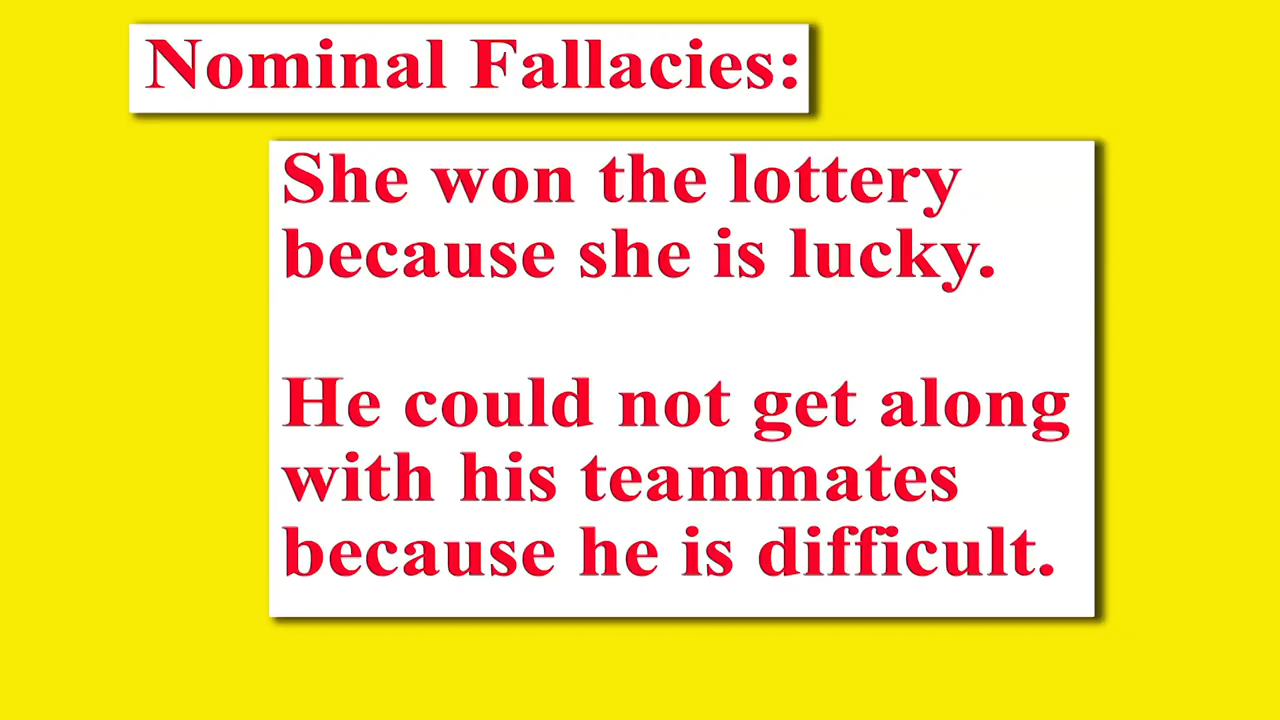 Nominal Fallacies:
She won the lottery
because she is lucky.
He could not get along
with his teammates
because he is difficult.